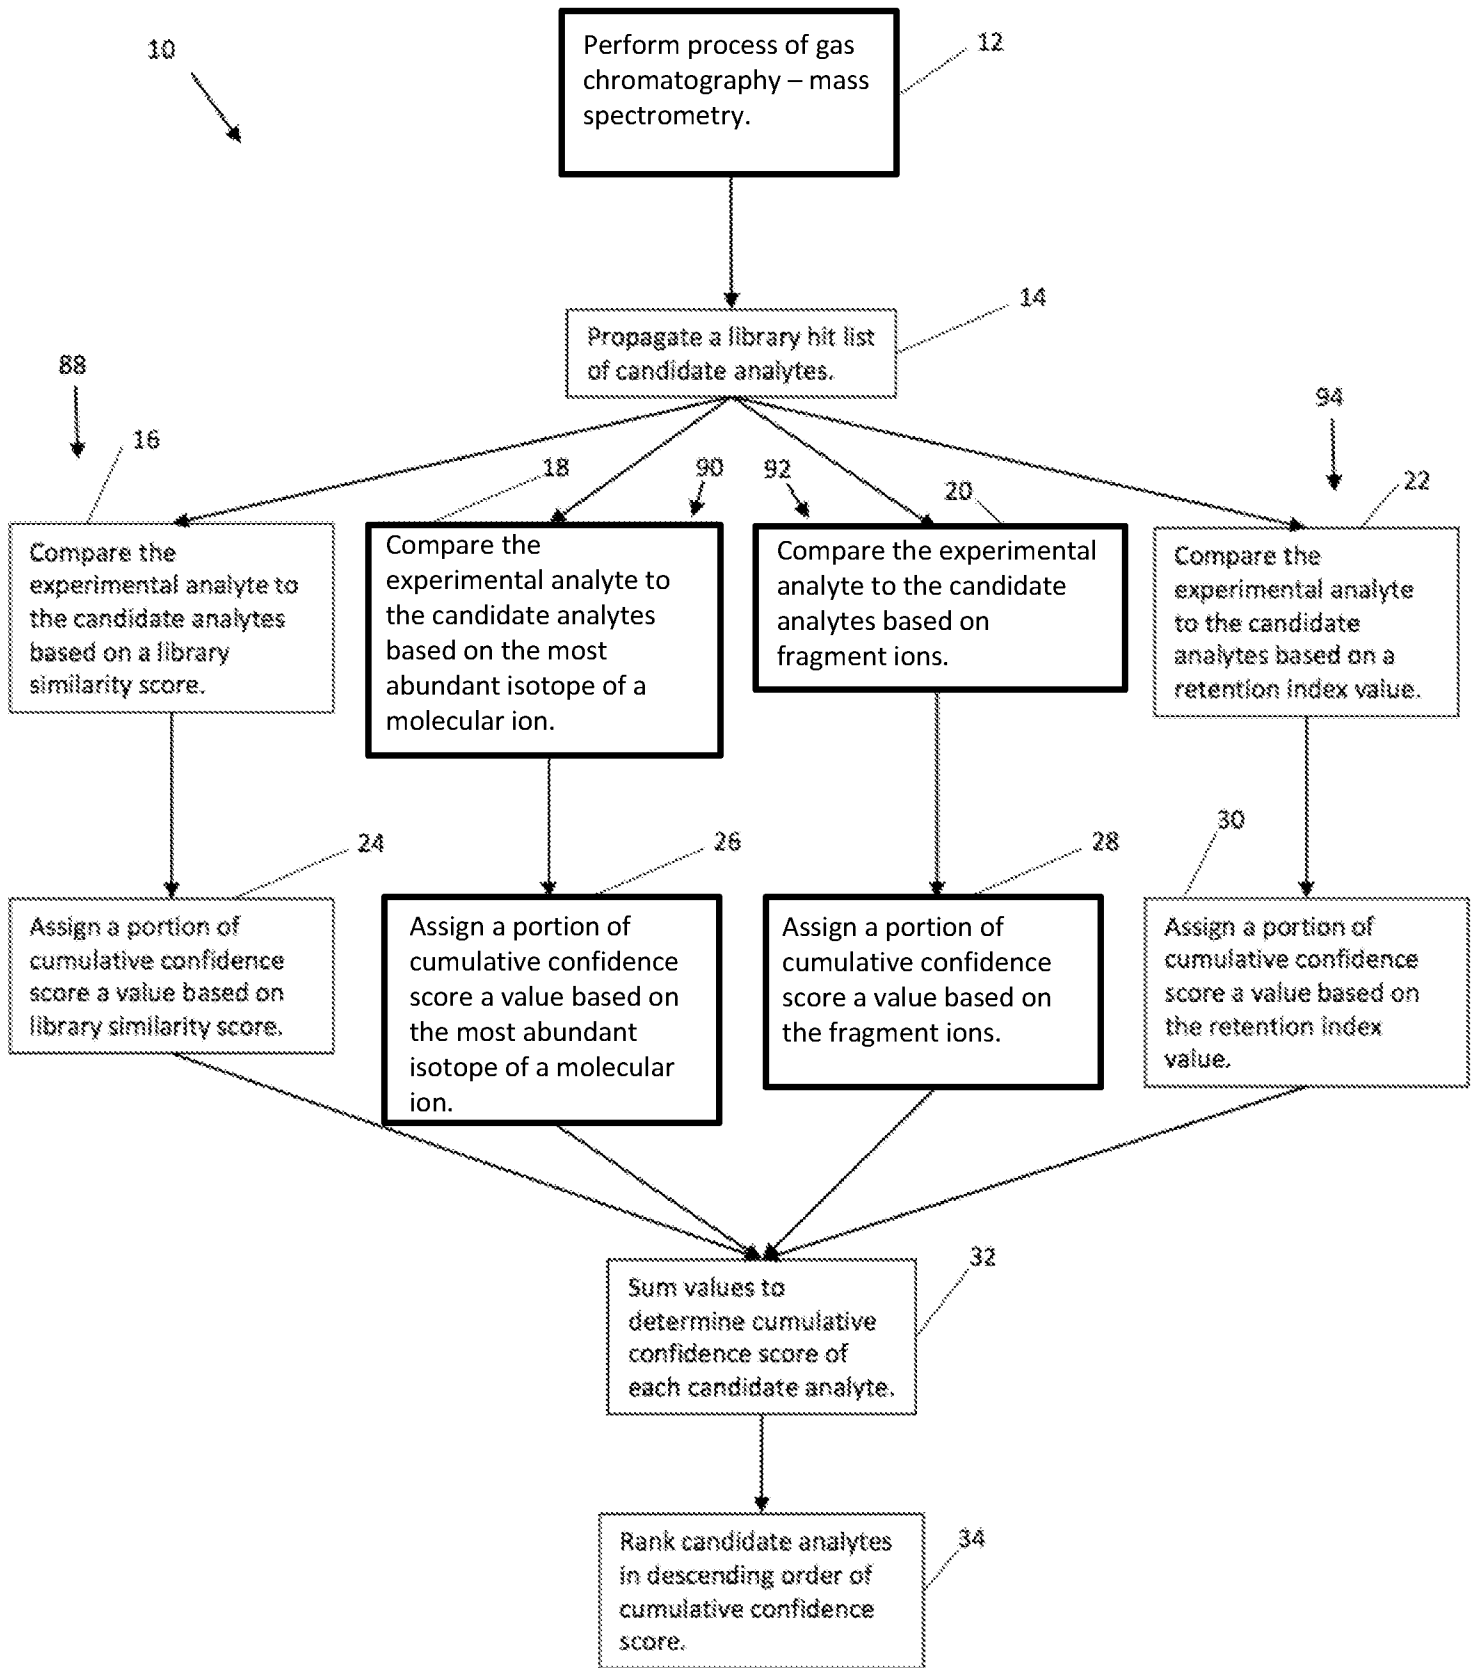 10
Perform process of gas
chromatography – mass
spectrometry.
12
14
Propagate a library hit list
of candidate analytes.
88
94
16
18
90
92
20
22
Compare the
experimental analyte to
the candidate analytes
based on a library
similarity score.
Compare the
experimental analyte to
the candidate analytes
based on the most
abundant isotope of a
molecular ion.
Compare the experimental
analyte to the candidate
analytes based on
fragment ions.
Compare the
experimental analyte
to the candidate
analytes based on a
retention index value.
24
26
28
30
Assign a portion of
cumulative confidence
score a value based on
library similarity score.
Assign a portion of
cumulative confidence
score a value based on
the most abundant
isotope of a molecular
ion.
Assign a portion of
cumulative confidence
score a value based on
the fragment ions.
Assign a portion of
cumulative confidence
score a value based on
the retention index
value.
32
Sum values to
determine cumulative
confidence score of
each candidate analyte.
34
Rank candidate analytes
in descending order of
cumulative confidence
score.